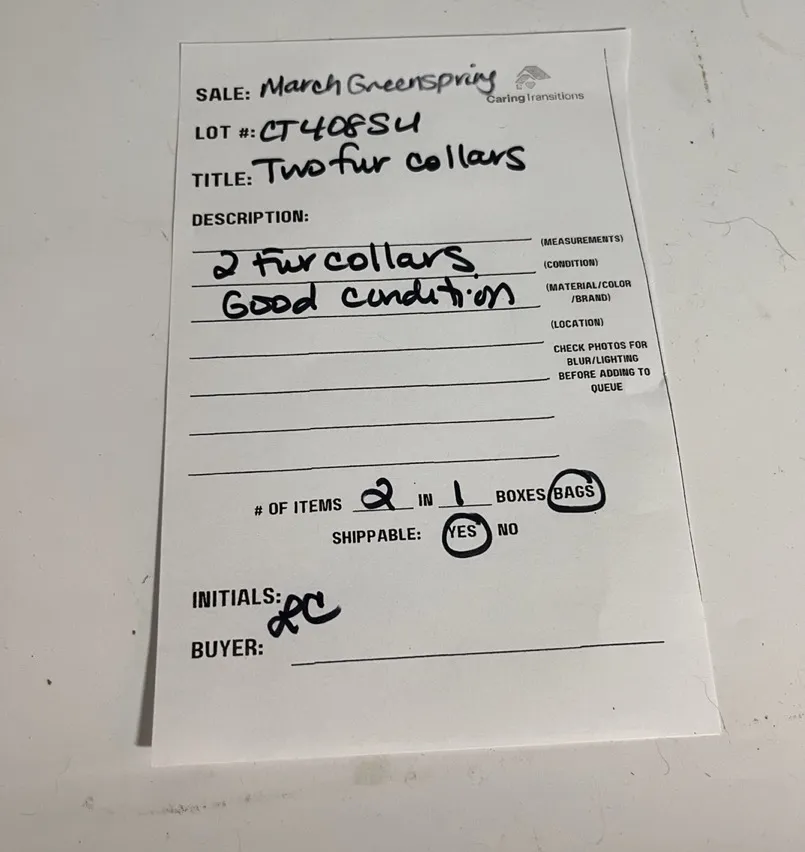 SALE: March Greenspring
CaringTransitions
LOT #: CT408S4
TITLE: Two fur collars
DESCRIPTION:
(MEASUREMENTS)
2 fur collars
(CONDITION)
Good condition
(MATERIAL/COLOR
/BRAND)
(LOCATION)
CHECK PHOTOS FOR
BLUR/LIGHTING
BEFORE ADDING TO
QUEUE
# OF ITEMS 2 IN 1 BOXES BAGS
SHIPPABLE: YES NO
INITIALS: LC
BUYER: